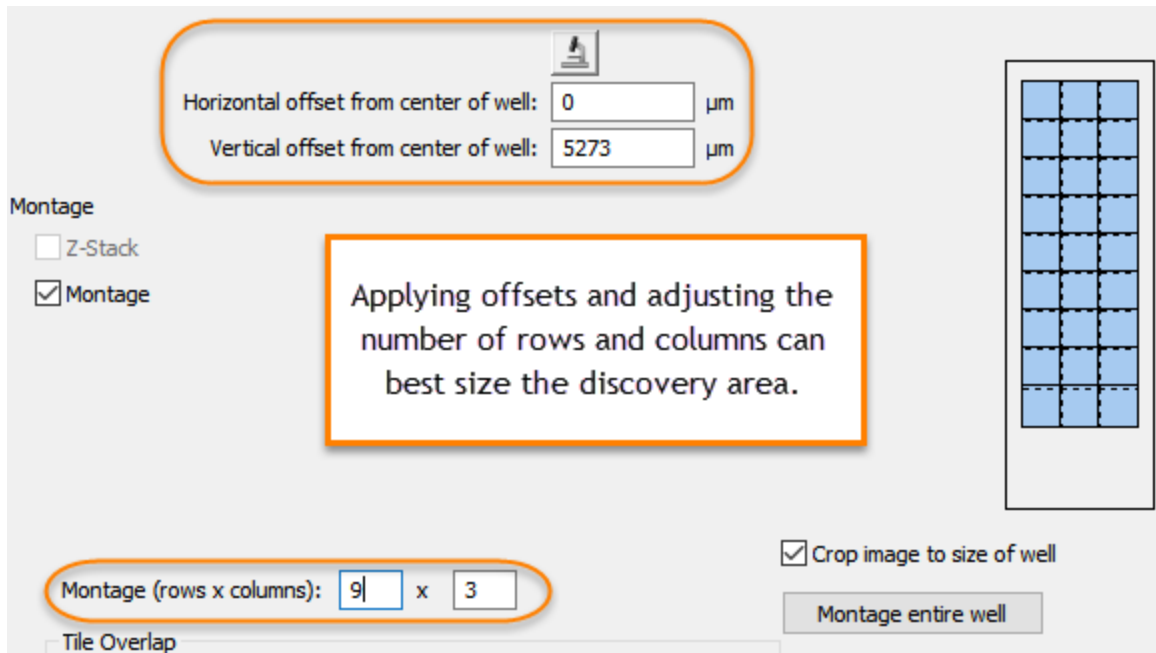 Horizontal offset from center of well: 0 µm
Vertical offset from center of well: 5273 µm
Montage
Z-Stack
Montage
Applying offsets and adjusting the
number of rows and columns can
best size the discovery area.
Crop image to size of well
Montage (rows x columns): 9 x 3
Montage entire well
Tile Overlap